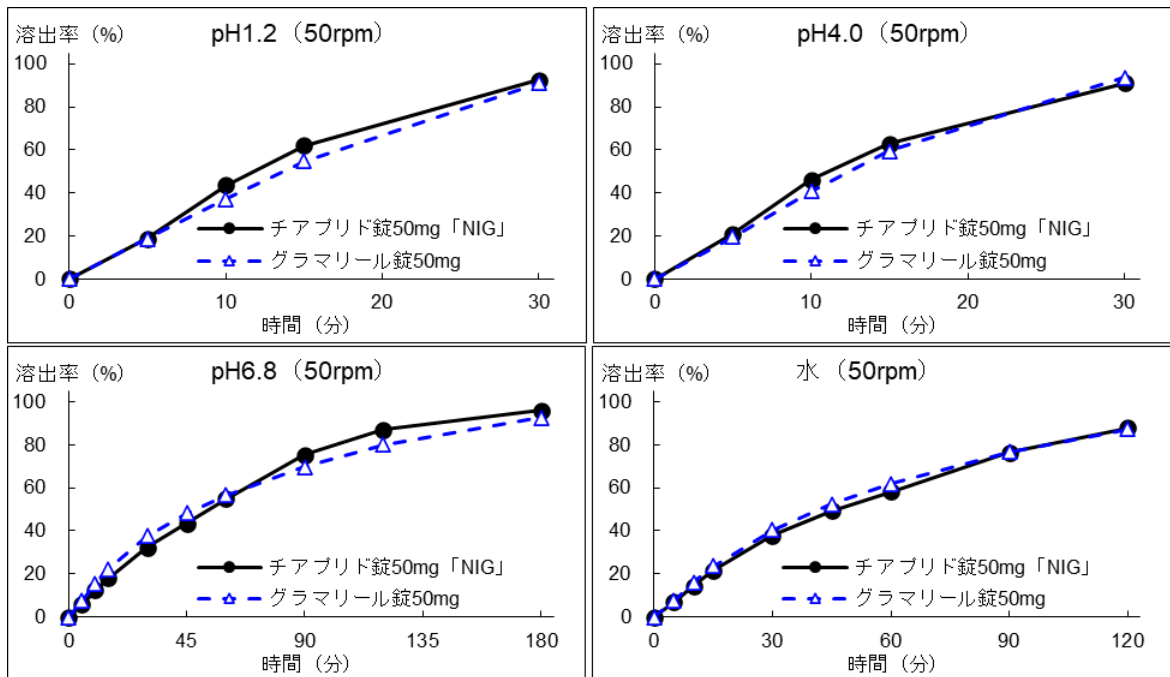 溶出率（%）
pH1.2（50rpm）
100
80
60
40
20
0
チアプリド錠50mg「NIG」
グラマリール錠50mg
0 10 20 30
時間（分）
溶出率（%）
pH4.0（50rpm）
100
80
60
40
20
0
チアプリド錠50mg「NIG」
グラマリール錠50mg
0 10 20 30
時間（分）
溶出率（%）
pH6.8（50rpm）
100
80
60
40
20
0
チアプリド錠50mg「NIG」
グラマリール錠50mg
0 45 90 135 180
時間（分）
溶出率（%）
水（50rpm）
100
80
60
40
20
0
チアプリド錠50mg「NIG」
グラマリール錠50mg
0 30 60 90 120
時間（分）